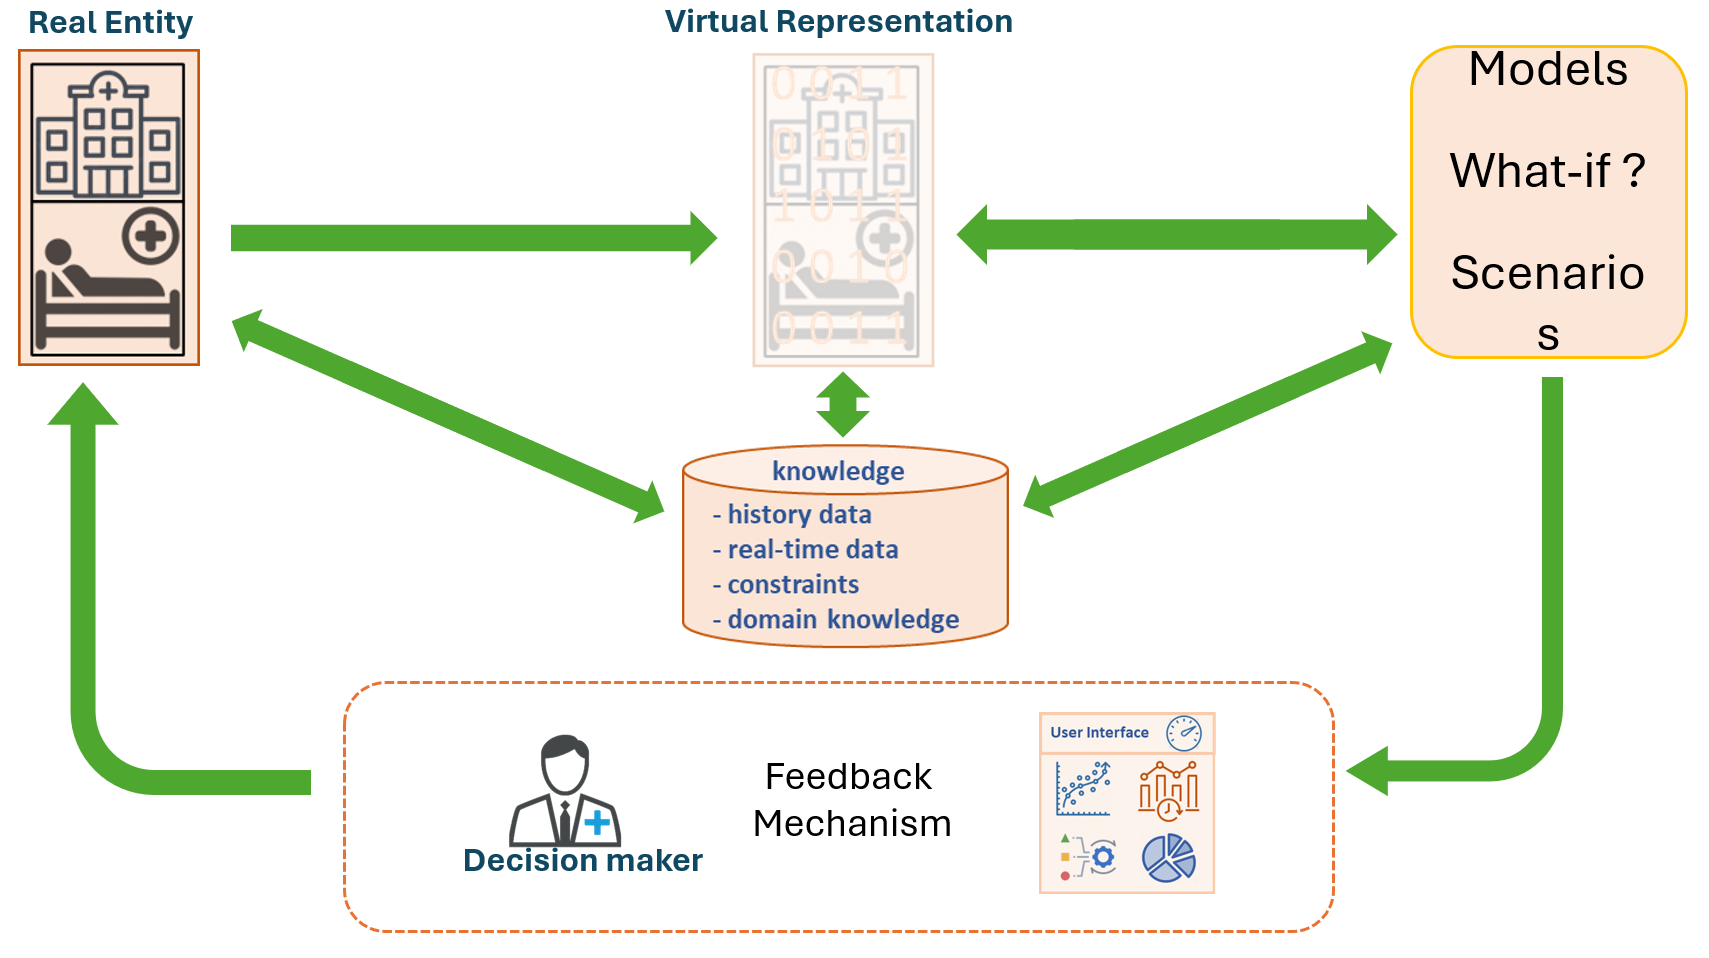 Real Entity
Virtual Representation
0 0 1 1
0 1 0 1
1 0 1 1
0 0 1 0
0 0 1 1
Models
What-if ?
Scenario
s
knowledge
- history data
- real-time data
- constraints
- domain knowledge
Decision maker
Feedback
Mechanism
User Interface